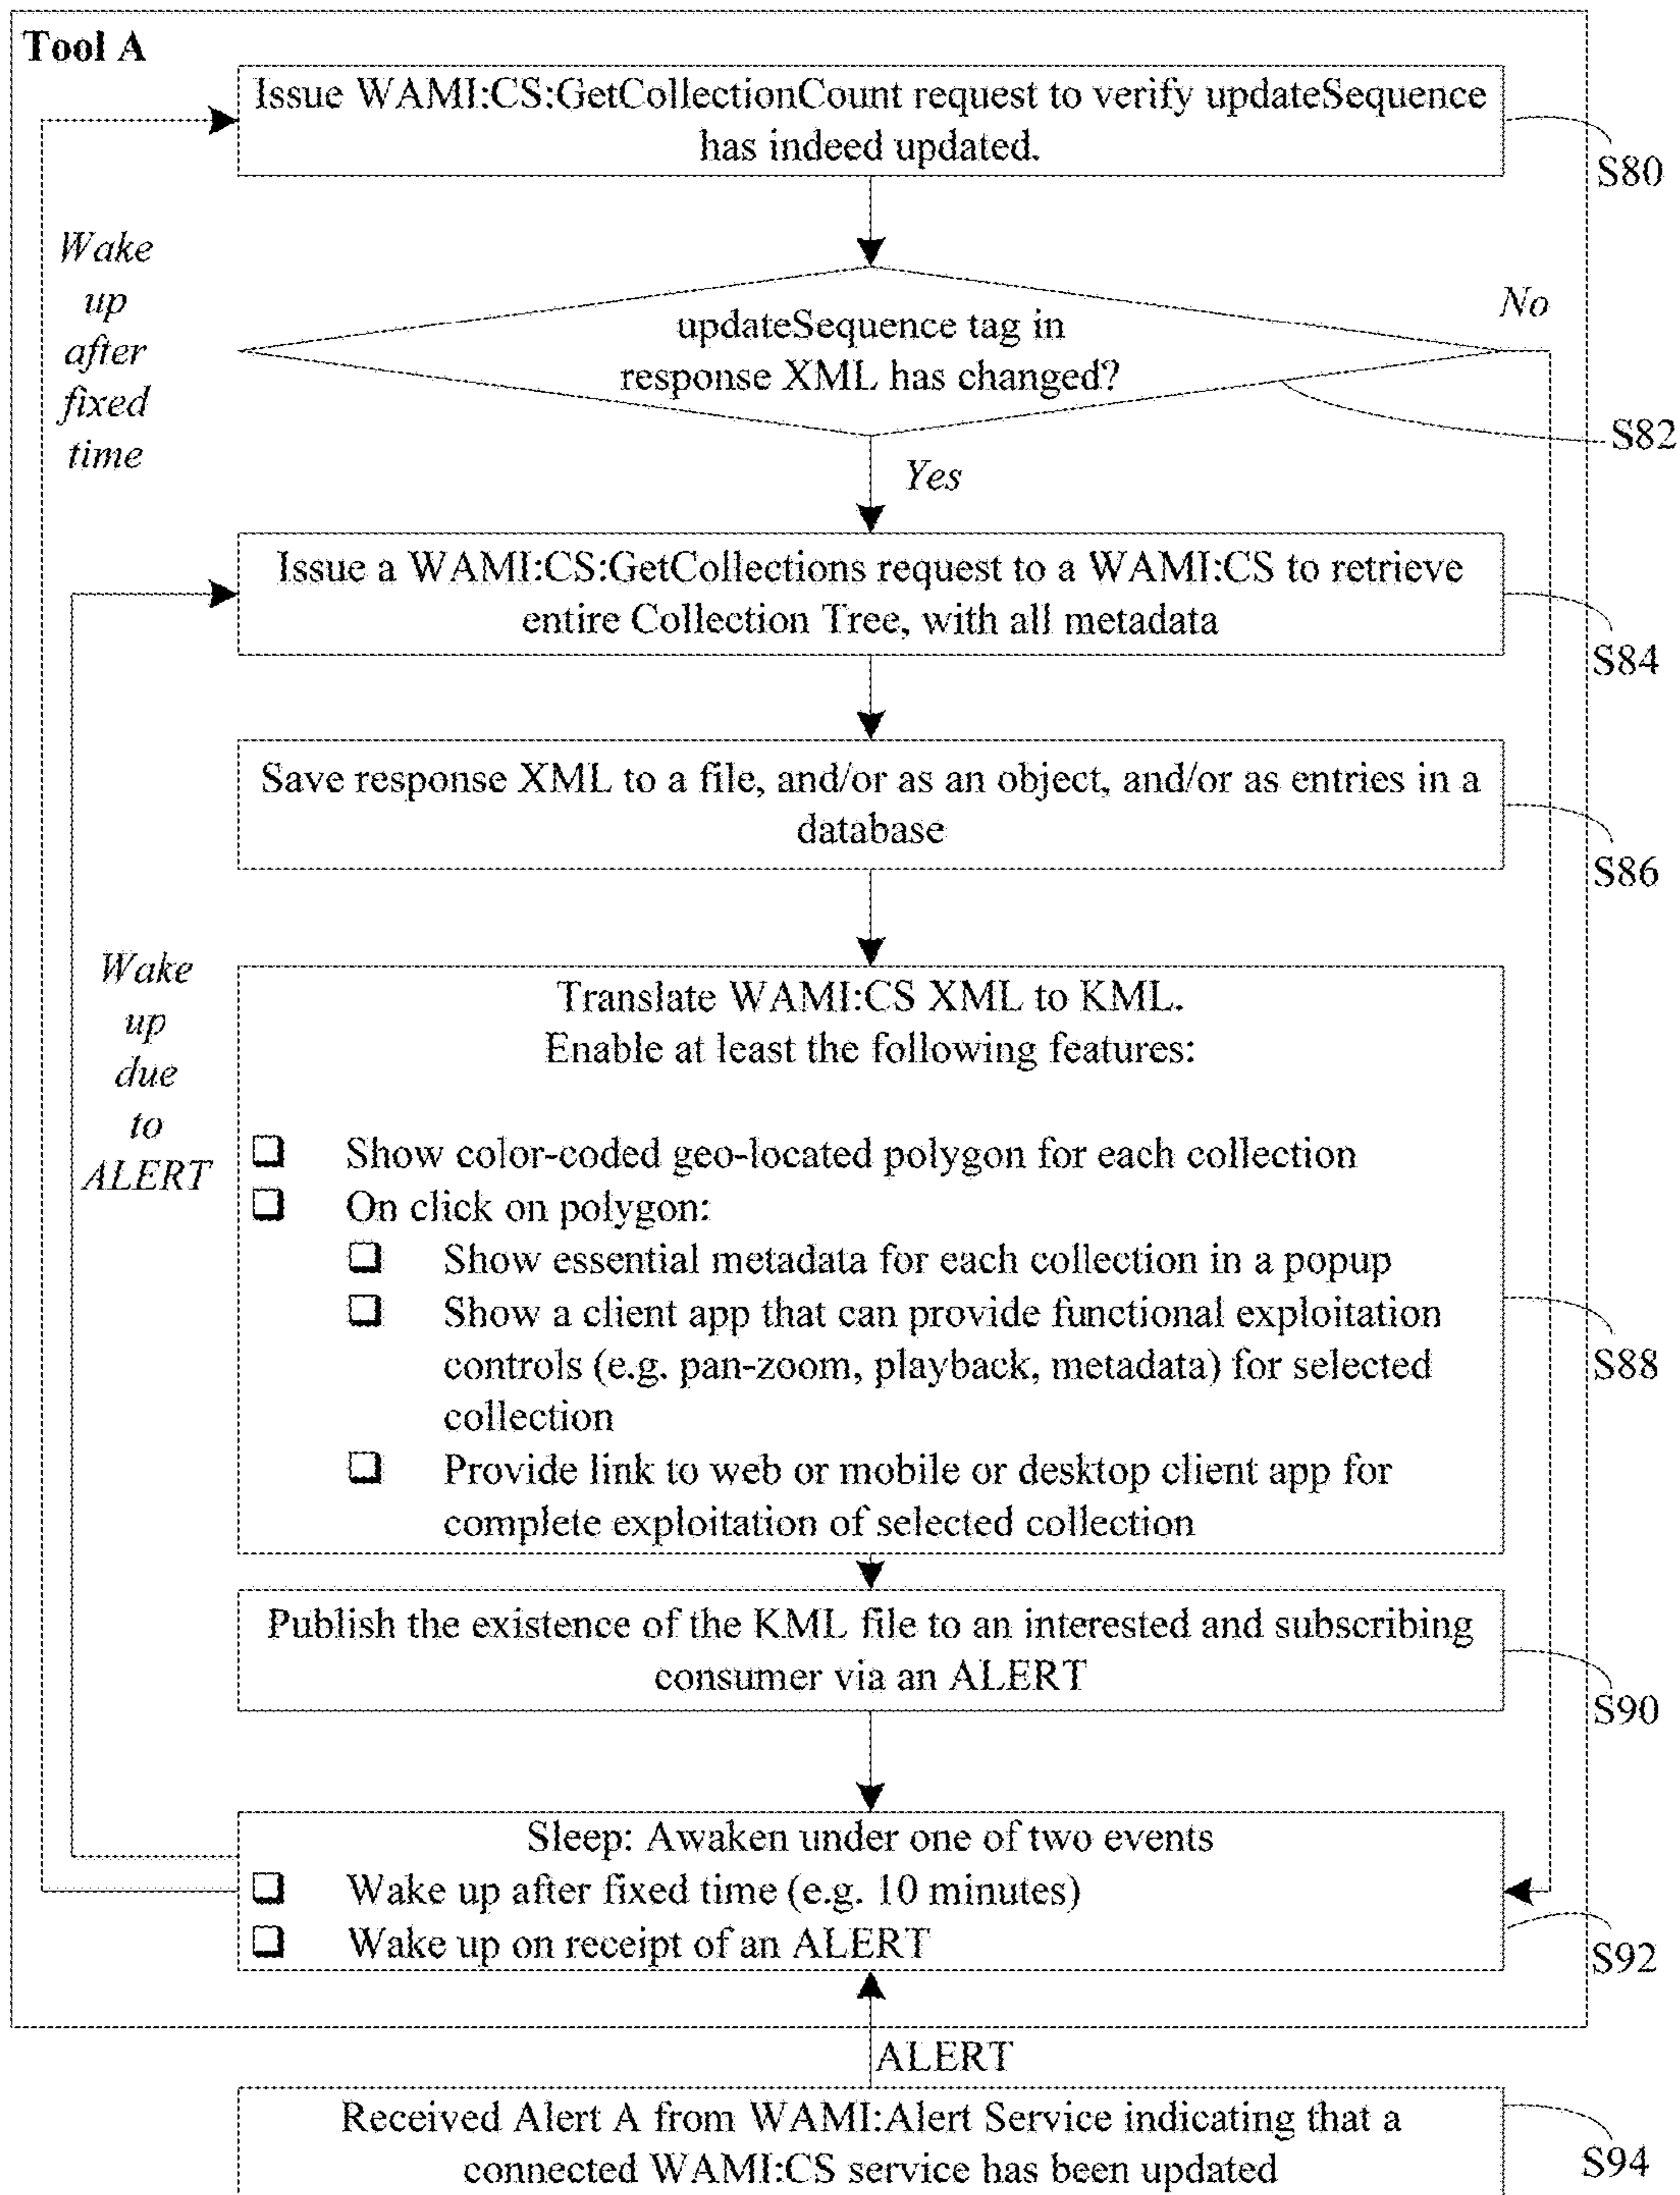 Tool A
Issue WAMI:CS:GetCollectionCount request to verify updateSequence
has indeed updated.
S80
Wake
up
after
fixed
time
updateSequence tag in
response XML has changed?
No
S82
Yes
Issue a WAMI:CS:GetCollections request to a WAMI:CS to retrieve
entire Collection Tree, with all metadata
S84
Save response XML to a file, and/or as an object, and/or as entries in a
database
S86
Wake
up
due
to
ALERT
Translate WAMI:CS XML to KML.
Enable at least the following features:
❑ Show color-coded geo-located polygon for each collection
❑ On click on polygon:
❑ Show essential metadata for each collection in a popup
❑ Show a client app that can provide functional exploitation
controls (e.g. pan-zoom, playback, metadata) for selected
collection
❑ Provide link to web or mobile or desktop client app for
complete exploitation of selected collection
S88
Publish the existence of the KML file to an interested and subscribing
consumer via an ALERT
S90
Sleep: Awaken under one of two events
❑ Wake up after fixed time (e.g. 10 minutes)
❑ Wake up on receipt of an ALERT
S92
ALERT
Received Alert A from WAMI:Alert Service indicating that a
connected WAMI:CS service has been updated
S94